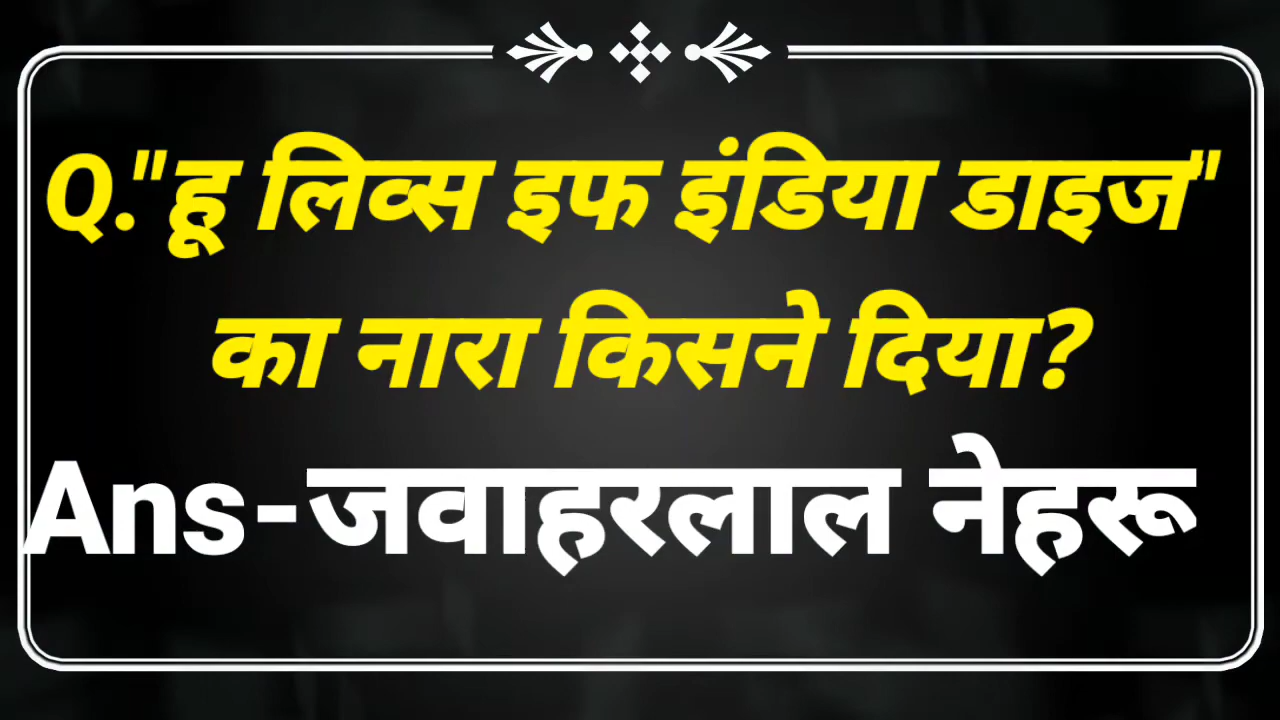 Q."हू लिव्स इफ इंडिया डाइज"
का नारा किसने दिया?
Ans-जवाहरलाल नेहरू